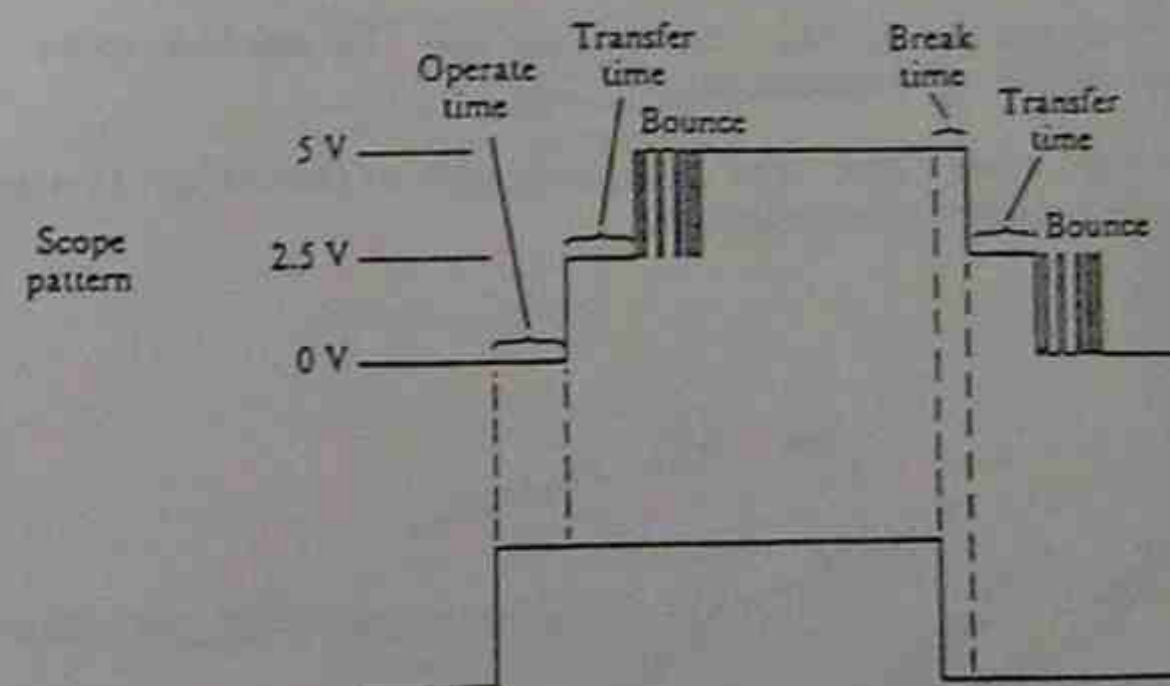 Transfer
time
Break
time
Operate
time
Transfer
time
Bounce
5 V
Bounce
Scope
pattern
2.5 V
0 V